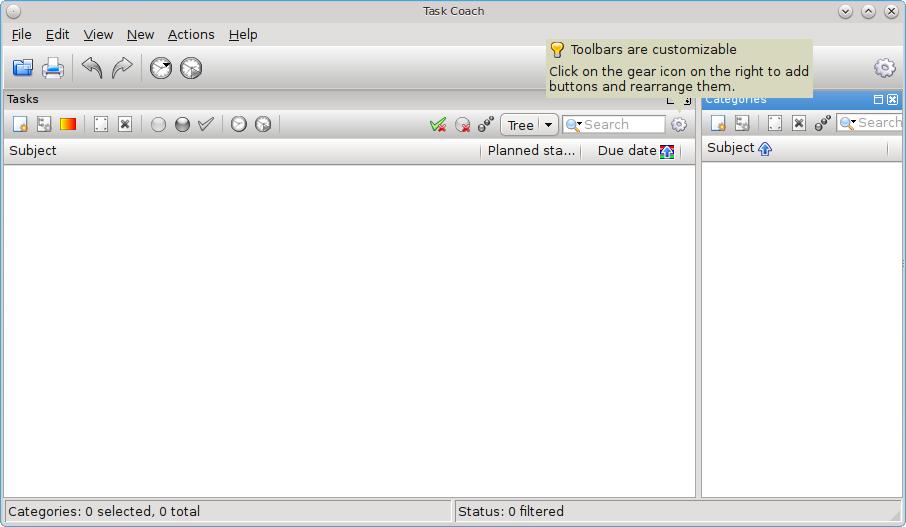 Task Coach
File Edit View New Actions Help
Toolbars are customizable
Click on the gear icon on the right to add
buttons and rearrange them.
Tasks
Categories
Tree
Search
Search
Subject
Planned sta...
Due date
Subject
Categories: 0 selected, 0 total
Status: 0 filtered